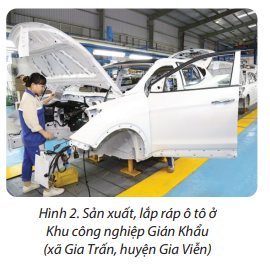 Hình 2. Sản xuất, lắp ráp ô tô ở
Khu công nghiệp Gián Khẩu
(xã Gia Trấn, huyện Gia Viễn)